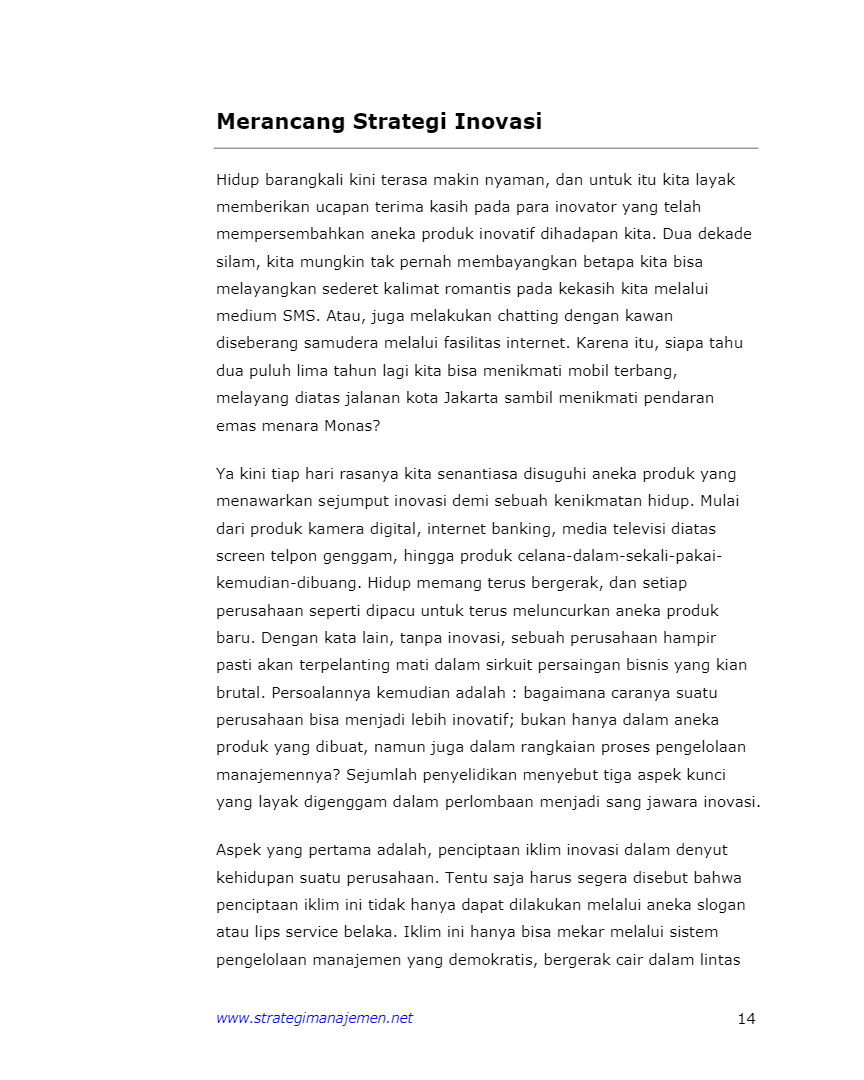 Merancang Strategi Inovasi
Hidup barangkali kini terasa makin nyaman, dan untuk itu kita layak
memberikan ucapan terima kasih pada para inovator yang telah
mempersembahkan aneka produk inovatif dihadapan kita. Dua dekade
silam, kita mungkin tak pernah membayangkan betapa kita bisa
melayangkan sederet kalimat romantis pada kekasih kita melalui
medium SMS. Atau, juga melakukan chatting dengan kawan
diseberang samudera melalui fasilitas internet. Karena itu, siapa tahu
dua puluh lima tahun lagi kita bisa menikmati mobil terbang,
melayang diatas jalanan kota Jakarta sambil menikmati pendaran
emas menara Monas?
Ya kini tiap hari rasanya kita senantiasa disuguhi aneka produk yang
menawarkan sejumput inovasi demi sebuah kenikmatan hidup. Mulai
dari produk kamera digital, internet banking, media televisi diatas
screen telpon genggam, hingga produk celana-dalam-sekali-pakai-
kemudian-dibuang. Hidup memang terus bergerak, dan setiap
perusahaan seperti dipacu untuk terus meluncurkan aneka produk
baru. Dengan kata lain, tanpa inovasi, sebuah perusahaan hampir
pasti akan terpelanting mati dalam sirkuit persaingan bisnis yang kian
brutal. Persoalannya kemudian adalah : bagaimana caranya suatu
perusahaan bisa menjadi lebih inovatif; bukan hanya dalam aneka
produk yang dibuat, namun juga dalam rangkaian proses pengelolaan
manajemennya? Sejumlah penyelidikan menyebut tiga aspek kunci
yang layak digenggam dalam perlombaan menjadi sang jawara inovasi.
Aspek yang pertama adalah, penciptaan iklim inovasi dalam denyut
kehidupan suatu perusahaan. Tentu saja harus segera disebut bahwa
penciptaan iklim ini tidak hanya dapat dilakukan melalui aneka slogan
atau lips service belaka. Iklim ini hanya bisa mekar melalui sistem
pengelolaan manajemen yang demokratis, bergerak cair dalam lintas
www.strategimanajemen.net
14